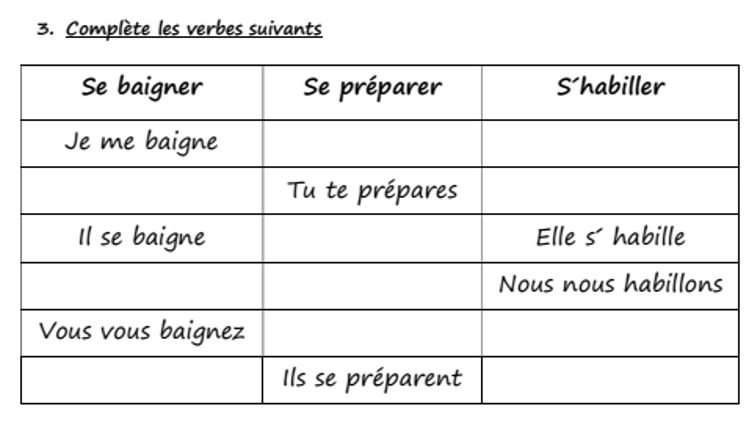 3. Complète les verbes suivants
Se baigner Se préparer S´habiller
Je me baigne
Tu te prépares
Il se baigne Elle s´ habille
Nous nous habillons
Vous vous baignez
Ils se préparent